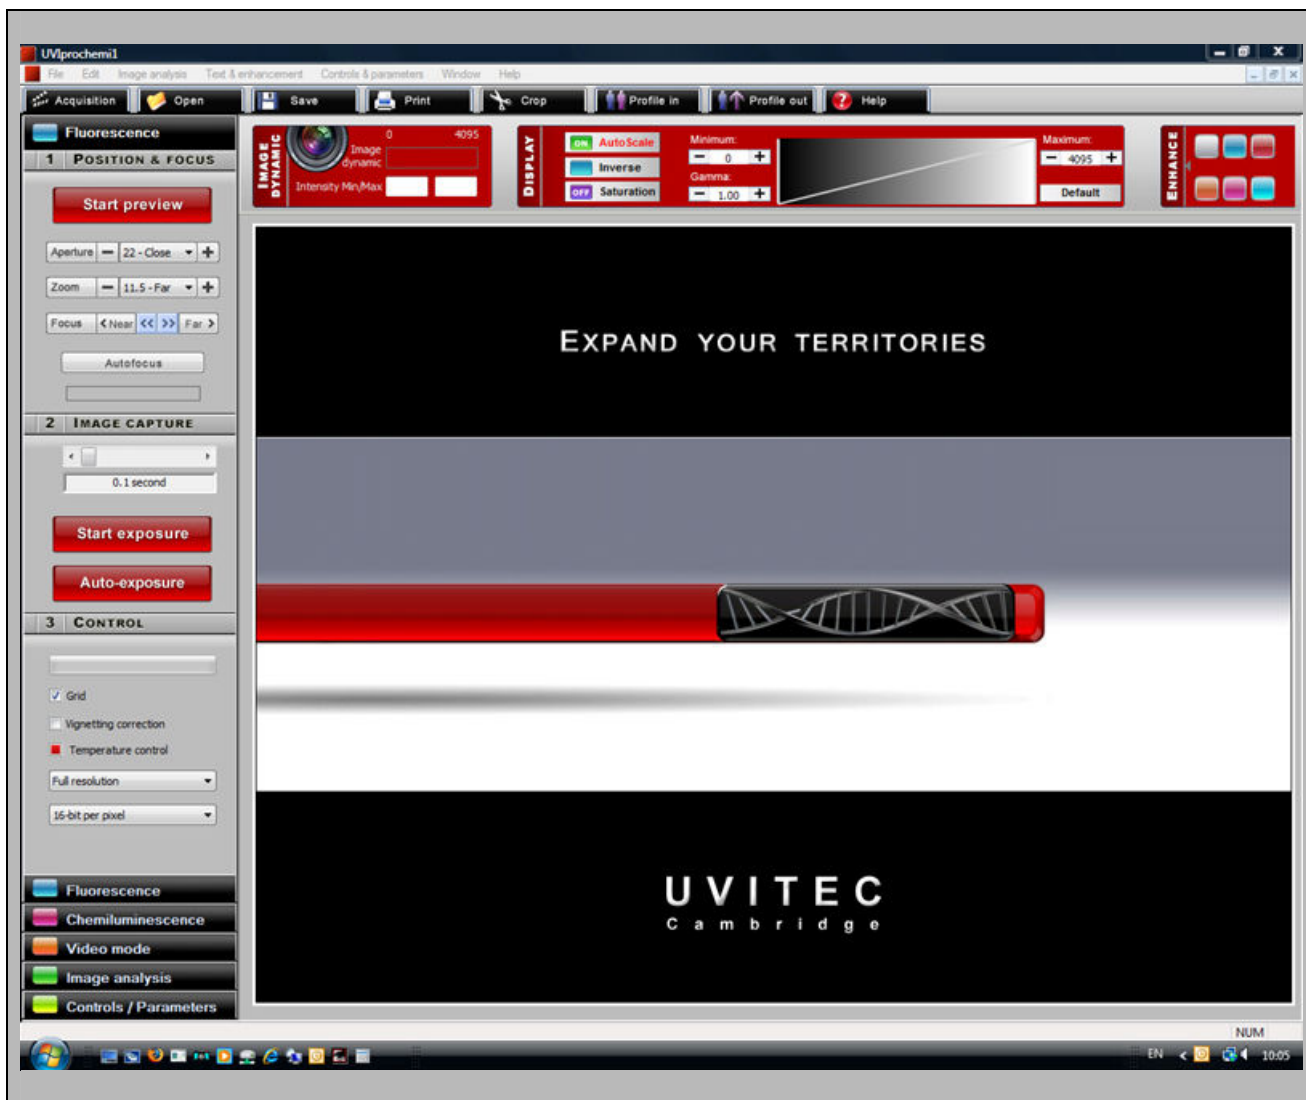 UVIprochemi1
File Edit Image analysis Text & enhancement Controls & parameters Window Help
Acquisition Open Save Print Crop Profile in Profile out Help
Fluorescence
1 POSITION & FOCUS
Start preview
Aperture 22 - Close
Zoom 11.5 - Far
Focus < Near << >> Far >
Autofocus
2 IMAGE CAPTURE
0.1 second
Start exposure
Auto-exposure
3 CONTROL
Grid
Vignetting correction
Temperature control
Full resolution
16-bit per pixel
Fluorescence
Chemiluminescence
Video mode
Image analysis
Controls / Parameters
IMAGE DYNAMIC
0 4095
Image dynamic
Intensity Min/Max
DISPLAY
ON AutoScale
Inverse
OFF Saturation
Minimum:
0
Gamma:
1.00
Maximum:
4095
Default
ENHANCE
EXPAND YOUR TERRITORIES
UVITEC
Cambridge
NUM
EN 10:05